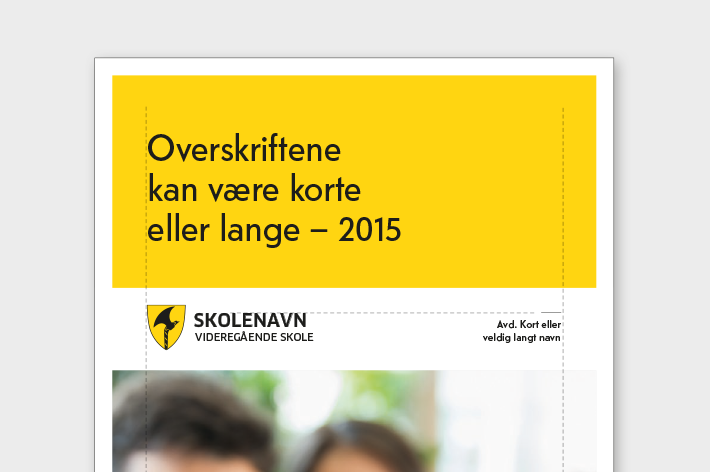 Overskriftene
kan være korte
eller lange – 2015
SKOLENAVN
VIDEREGÅENDE SKOLE
Avd. Kort eller
veldig langt navn